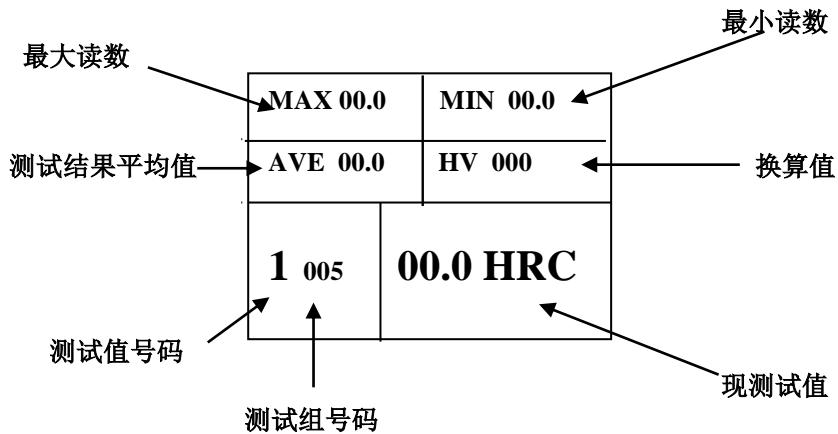 最小读数
最大读数
MAX 00.0 MIN 00.0
测试结果平均值 AVE 00.0 HV 000 换算值
1 005 00.0 HRC
测试值号码
现测试值
测试组号码